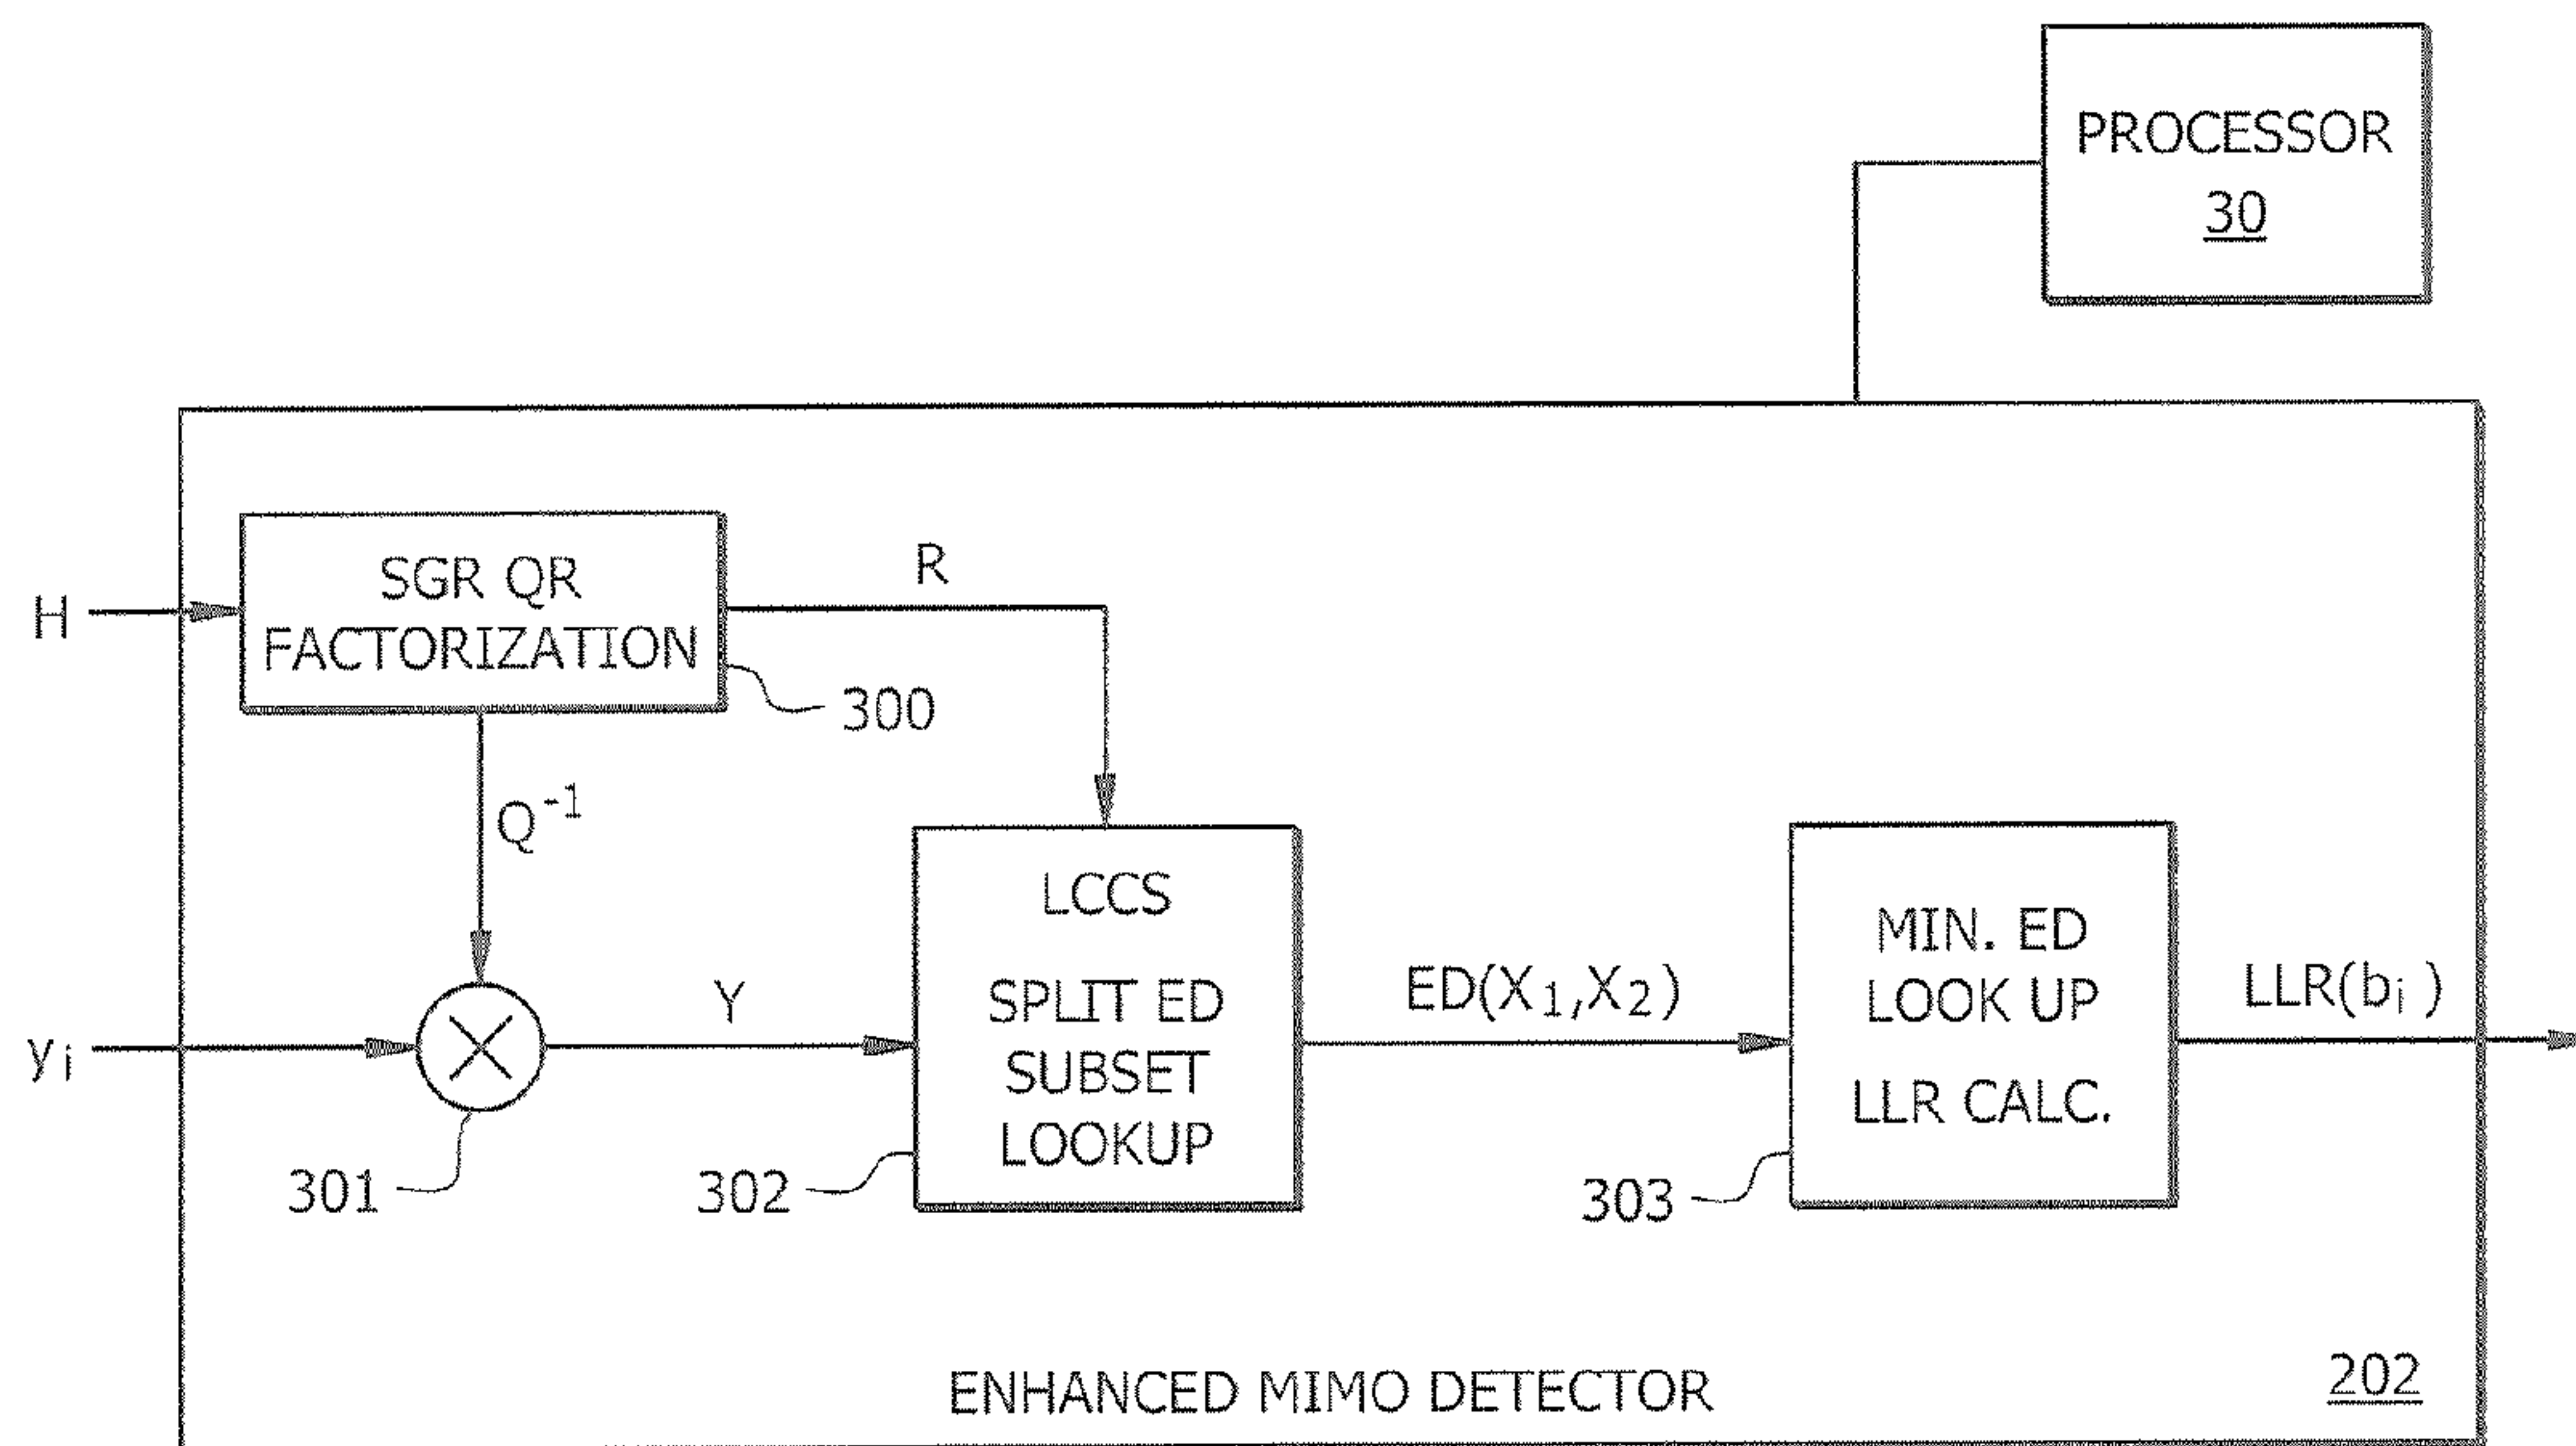 PROCESSOR
30
H
SGR QR
FACTORIZATION
R
300
Q⁻¹
LCCS
SPLIT ED
SUBSET
LOOKUP
MIN. ED
LOOK UP
LLR CALC.
yᵢ
Y
ED(X₁,X₂)
LLR(bᵢ)
301
302
303
ENHANCED MIMO DETECTOR
202